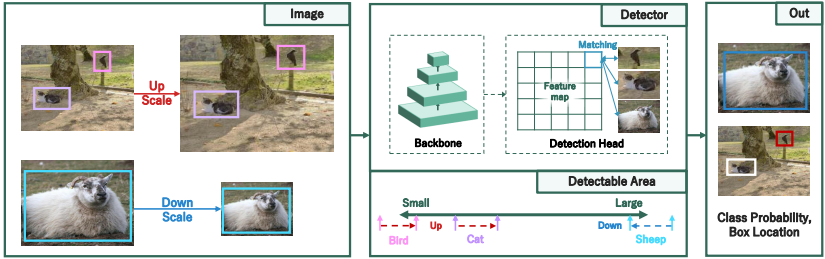 Image
Up
Scale
Down
Scale
Detector
Matching
Feature
map
Backbone
Detection Head
Detectable Area
Small
Large
Bird
Up
Cat
Down
Sheep
Out
Class Probability,
Box Location